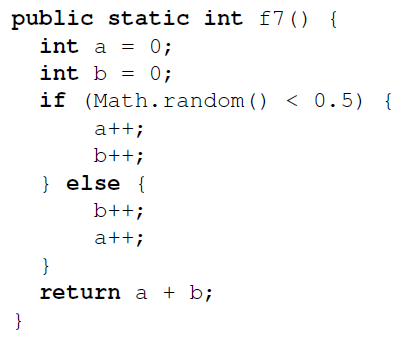 public static int f7() {
int a = 0;
int b = 0;
if (Math.random() < 0.5) {
a++;
b++;
} else {
b++;
a++;
}
return a + b;
}